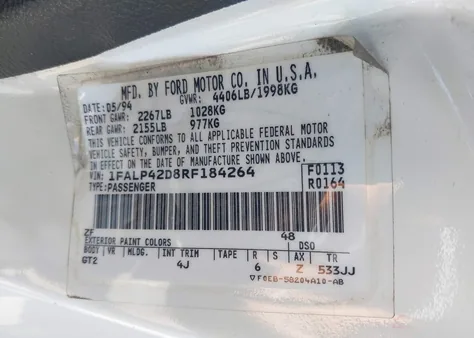 MFD. BY FORD MOTOR CO. IN U.S.A.
DATE: 05/94 GVWR: 4406LB/1998KG
FRONT GAWR: 2267LB 1028KG
REAR GAWR: 2155LB 977KG
THIS VEHICLE CONFORMS TO ALL APPLICABLE FEDERAL MOTOR
VEHICLE SAFETY, BUMPER, AND THEFT PREVENTION STANDARDS
IN EFFECT ON THE DATE OF MANUFACTURE SHOWN ABOVE.
VIN: 1FALP42D8RF184264 F0113
TYPE: PASSENGER R0164
ZF 48
EXTERIOR PAINT COLORS DSO
BODY VR MLDG. INT TRIM TAPE R S AX TR
GT2 4J 6 Z 533JJ
▽F0EB-5B204A10-AB